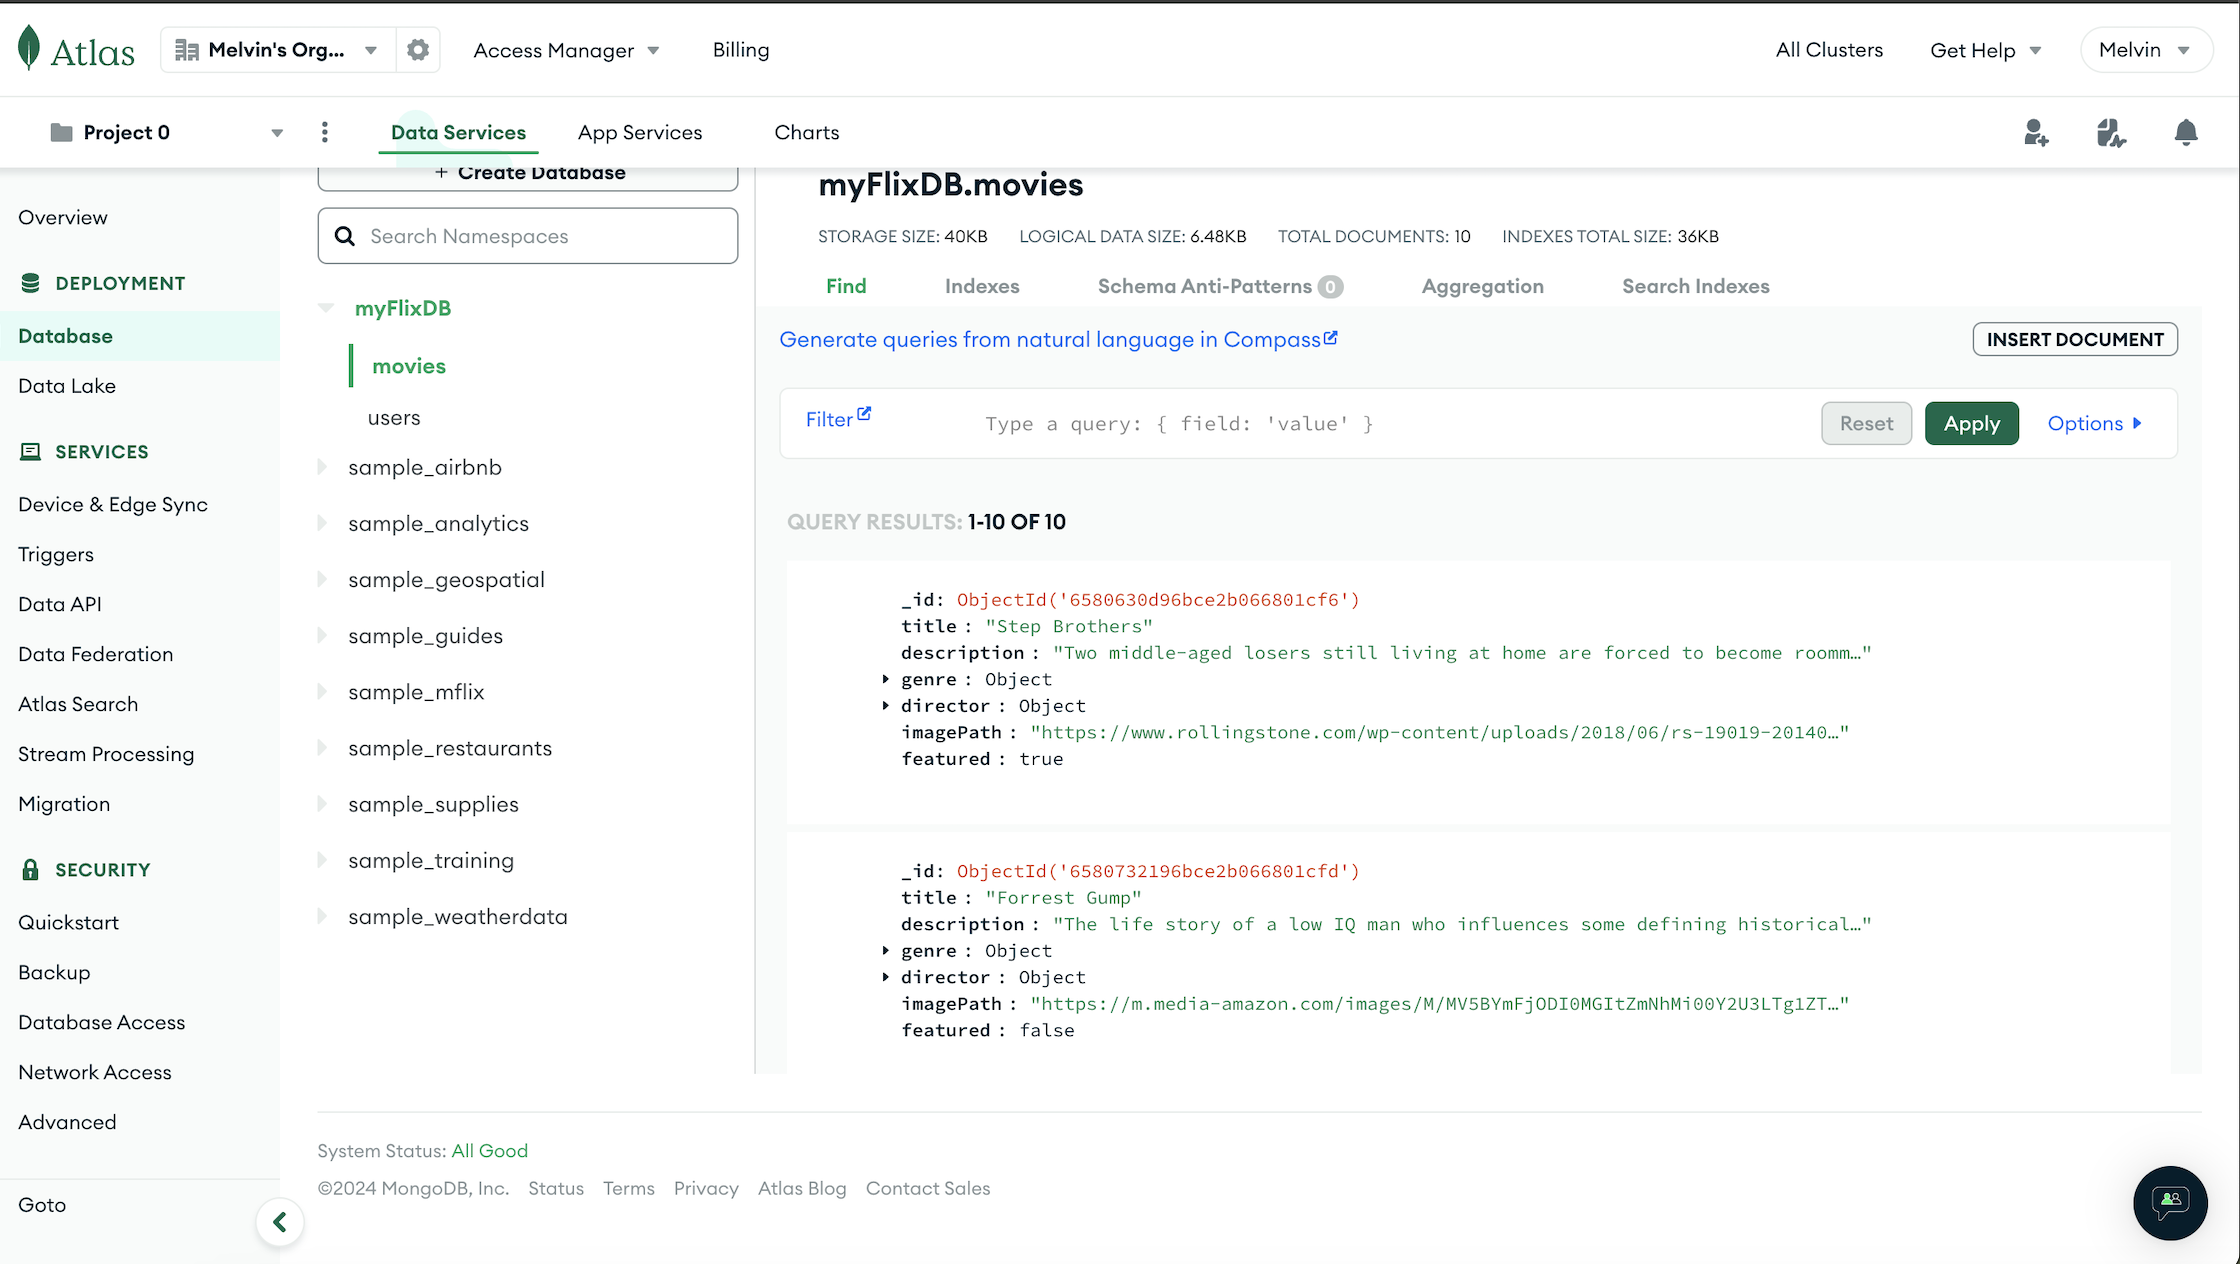 Atlas
Melvin's Org...
Access Manager
Billing
All Clusters
Get Help
Melvin
Project 0
Data Services
App Services
Charts
Overview
DEPLOYMENT
Database
Data Lake
SERVICES
Device & Edge Sync
Triggers
Data API
Data Federation
Atlas Search
Stream Processing
Migration
SECURITY
Quickstart
Backup
Database Access
Network Access
Advanced
Goto
+ Create Database
Search Namespaces
myFlixDB
movies
users
sample_airbnb
sample_analytics
sample_geospatial
sample_guides
sample_mflix
sample_restaurants
sample_supplies
sample_training
sample_weatherdata
myFlixDB.movies
STORAGE SIZE: 40KB LOGICAL DATA SIZE: 6.48KB TOTAL DOCUMENTS: 10 INDEXES TOTAL SIZE: 36KB
Find Indexes Schema Anti-Patterns 0 Aggregation Search Indexes
Generate queries from natural language in Compass
INSERT DOCUMENT
Filter Type a query: { field: 'value' } Reset Apply Options
QUERY RESULTS: 1-10 OF 10
_id: ObjectId('6580630d96bce2b066801cf6')
title : "Step Brothers"
description : "Two middle-aged losers still living at home are forced to become roomm…"
genre : Object
director : Object
imagePath : "https://www.rollingstone.com/wp-content/uploads/2018/06/rs-19019-20140…"
featured : true
_id: ObjectId('6580732196bce2b066801cfd')
title : "Forrest Gump"
description : "The life story of a low IQ man who influences some defining historical…"
genre : Object
director : Object
imagePath : "https://m.media-amazon.com/images/M/MV5BYmFjODI0MGItZmNhMi00Y2U3LTg1ZT…"
featured : false
System Status: All Good
©2024 MongoDB, Inc. Status Terms Privacy Atlas Blog Contact Sales